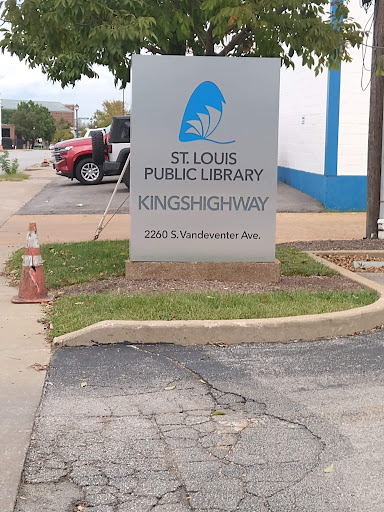 ST. LOUIS
PUBLIC LIBRARY
KINGSHIGHWAY
2260 S. Vandeventer Ave.